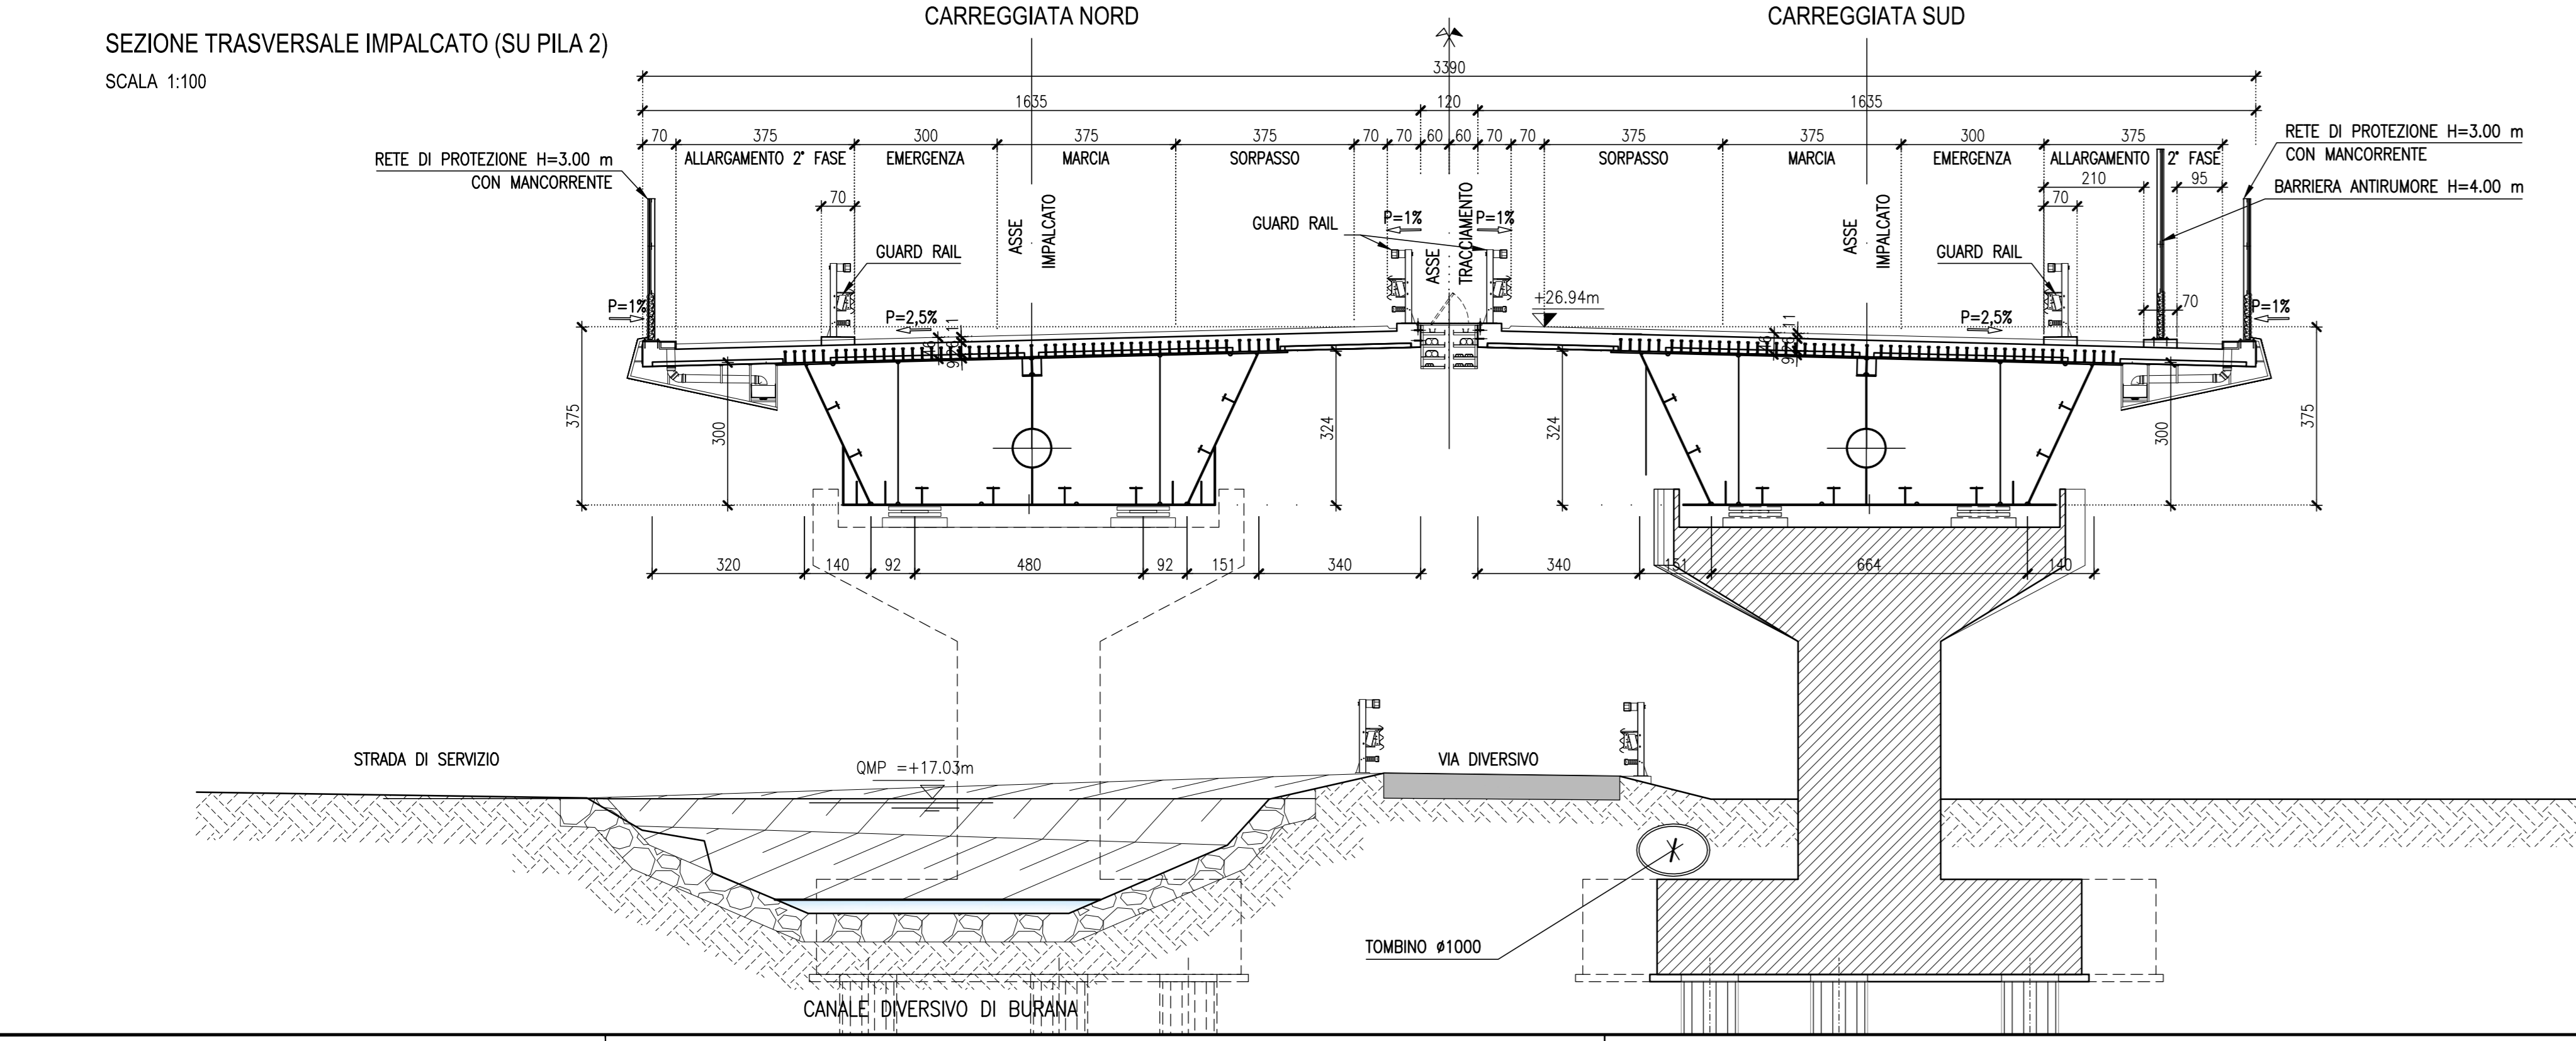 CARREGGIATA NORD
CARREGGIATA SUD
SEZIONE TRASVERSALE IMPALCATO (SU PILA 2)
SCALA 1:100
3390
1635 120 1635
70 375 300 375 375 70 70 60 60 70 70 375 375 300 375
ALLARGAMENTO 2° FASE EMERGENZA MARCIA SORPASSO SORPASSO MARCIA EMERGENZA ALLARGAMENTO 2° FASE
RETE DI PROTEZIONE H=3.00 m
CON MANCORRENTE
RETE DI PROTEZIONE H=3.00 m
CON MANCORRENTE
BARRIERA ANTIRUMORE H=4.00 m
210 95
70 70
ASSE
IMPALCATO
ASSE
TRACCIAMENTO
ASSE
IMPALCATO
P=1% P=1%
GUARD RAIL
GUARD RAIL
GUARD RAIL
P=1%
P=2,5%
+26.94m
P=2,5%
70
P=1%
11
11
375
300
324
324
300
375
320 140 92 480 92 151 340 340 151 664 140
STRADA DI SERVIZIO
QMP =+17.03m
VIA DIVERSIVO
TOMBINO ø1000
CANALE DIVERSIVO DI BURANA